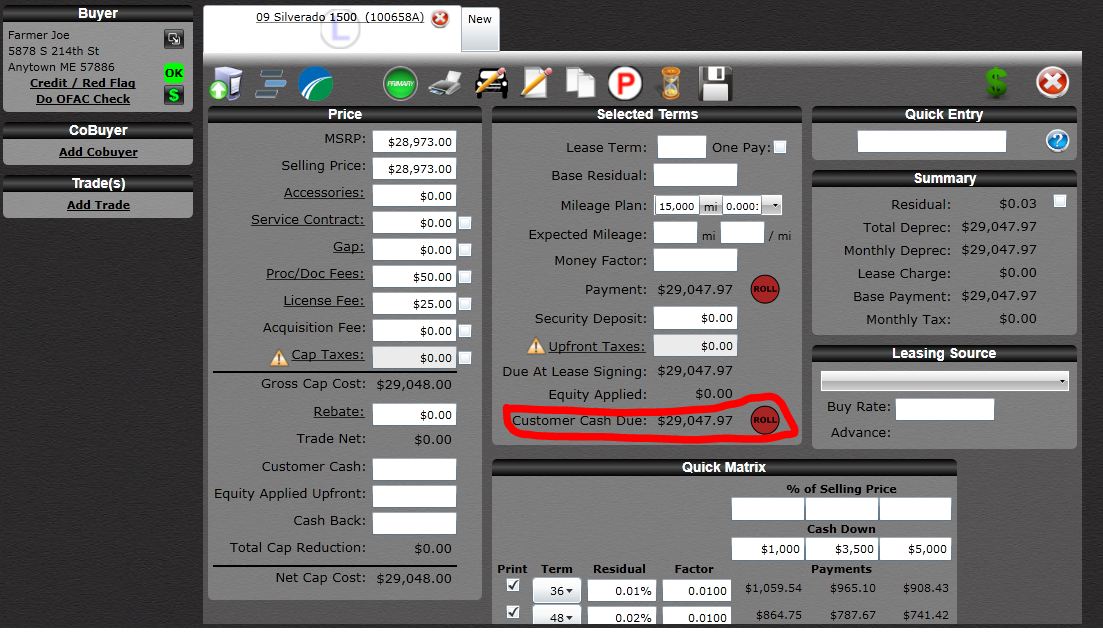 Buyer
Farmer Joe
5878 S 214th St
Anytown ME 57886
OK
Credit / Red Flag
Do OFAC Check
$
CoBuyer
Add Cobuyer
Trade(s)
Add Trade
09 Silverado 1500 (100658A)
L
New
PRIMARY
P
$
Price
MSRP: $28,973.00
Selling Price: $28,973.00
Accessories: $0.00
Service Contract: $0.00
Gap: $0.00
Proc/Doc Fees: $50.00
License Fee: $25.00
Acquisition Fee: $0.00
Cap Taxes: $0.00
Gross Cap Cost: $29,048.00
Rebate: $0.00
Trade Net: $0.00
Customer Cash:
Equity Applied Upfront:
Cash Back:
Total Cap Reduction: $0.00
Net Cap Cost: $29,048.00
Selected Terms
Lease Term: One Pay:
Base Residual:
Mileage Plan: 15,000 mi
Expected Mileage: mi / mi
Money Factor:
Payment: $29,047.97 ROLL
Security Deposit: $0.00
Upfront Taxes: $0.00
Due At Lease Signing: $29,047.97
Equity Applied: $0.00
Customer Cash Due: $29,047.97 ROLL
Quick Entry
?
Summary
Residual: $0.03
Total Deprec: $29,047.97
Monthly Deprec: $29,047.97
Lease Charge: $0.00
Base Payment: $29,047.97
Monthly Tax: $0.00
Leasing Source
Buy Rate:
Advance:
Quick Matrix
% of Selling Price
Cash Down
$1,000 $3,500 $5,000
Print Term Residual Factor Payments
36 0.01% 0.0100 $1,059.54 $965.10 $908.43
48 0.02% 0.0100 $864.75 $787.67 $741.42